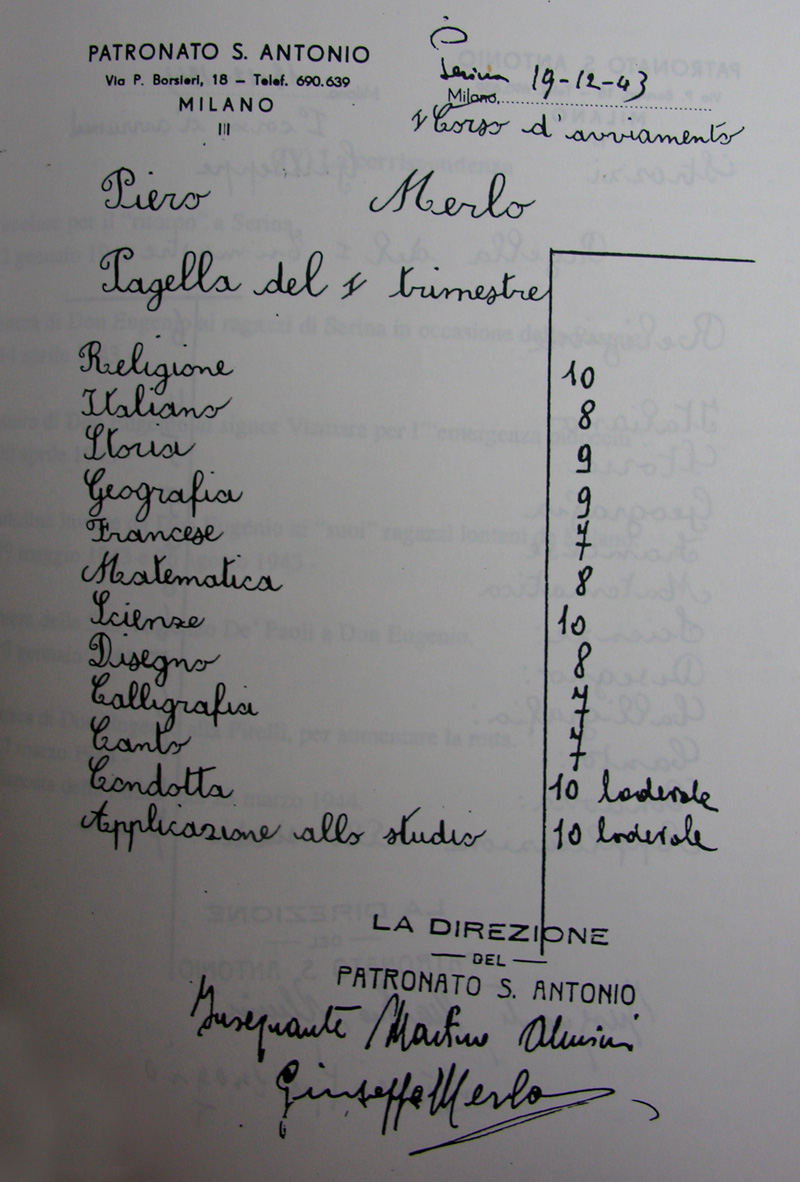 PATRONATO S. ANTONIO
Via P. Borsieri, 18 – Telef. 690.639
MILANO
Serina 19-12-43
Milano,
1 Corso d'avviamento
Piero Merlo
Pagella del 1 trimestre
Religione 10
Italiano 8
Storia 9
Geografia 9
Francese 7
Matematica 8
Scienze 10
Disegno 8
Calligrafia 7
Canto 7
Condotta 10 lodevole
Applicazione allo studio 10 lodevole
LA DIREZIONE
DEL
PATRONATO S. ANTONIO
Insegnante Martino
Giuseppe Merlo